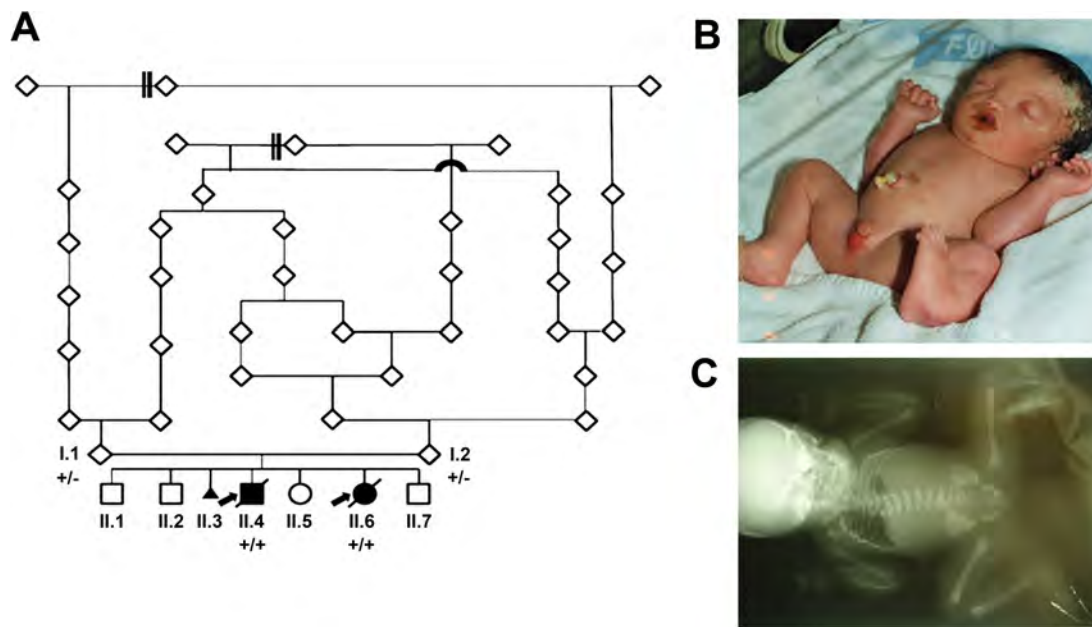 A
B
C
I.1
+/-
I.2
+/-
II.1
II.2
II.3
II.4
II.5
II.6
II.7
+/+
+/+